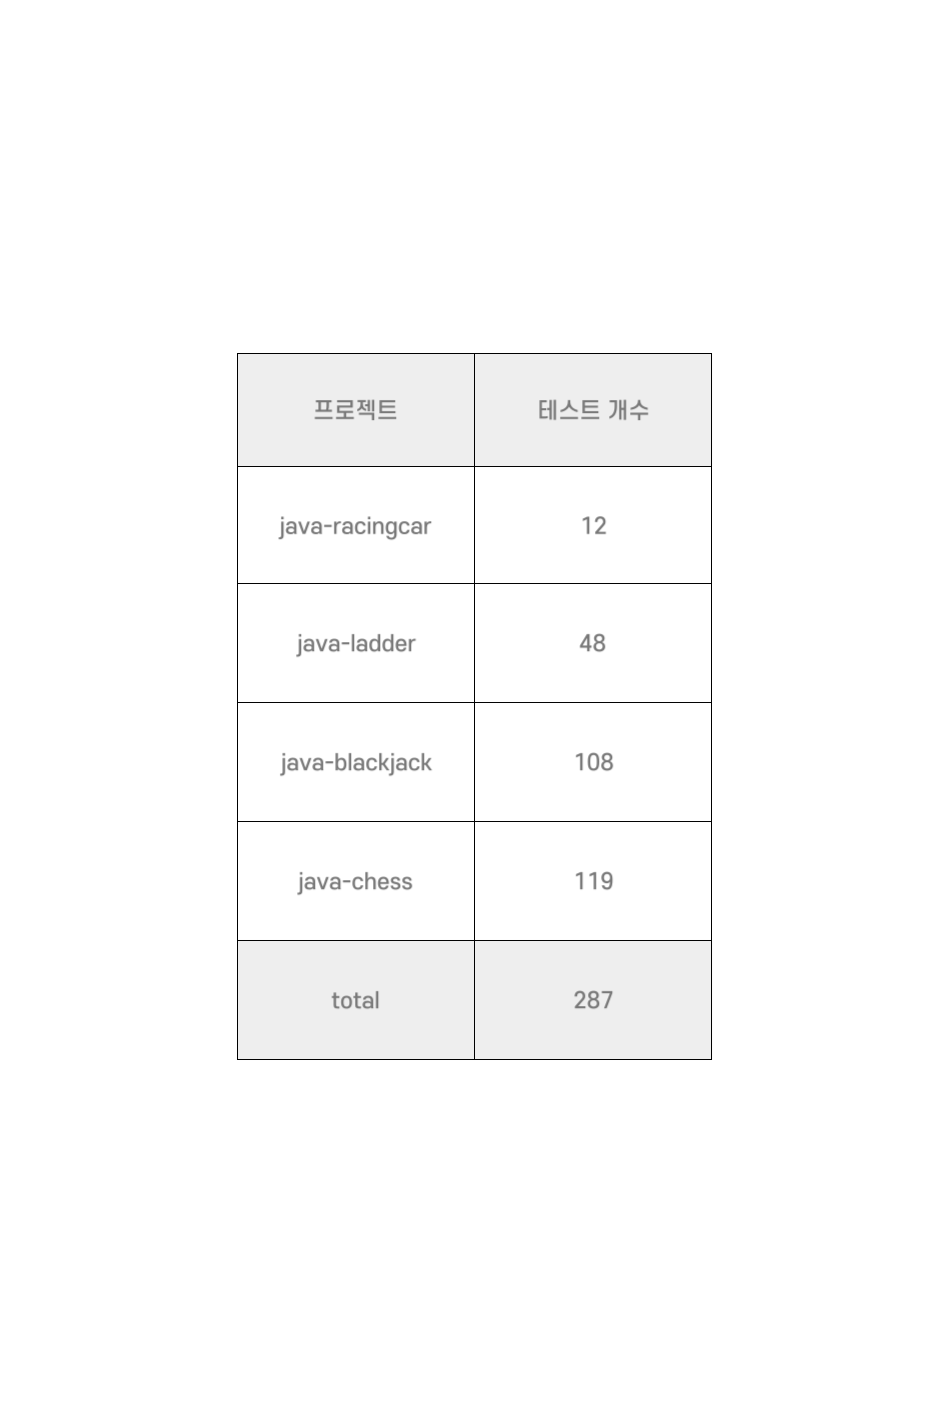 프로젝트 테스트 개수
java-racingcar 12
java-ladder 48
java-blackjack 108
java-chess 119
total 287